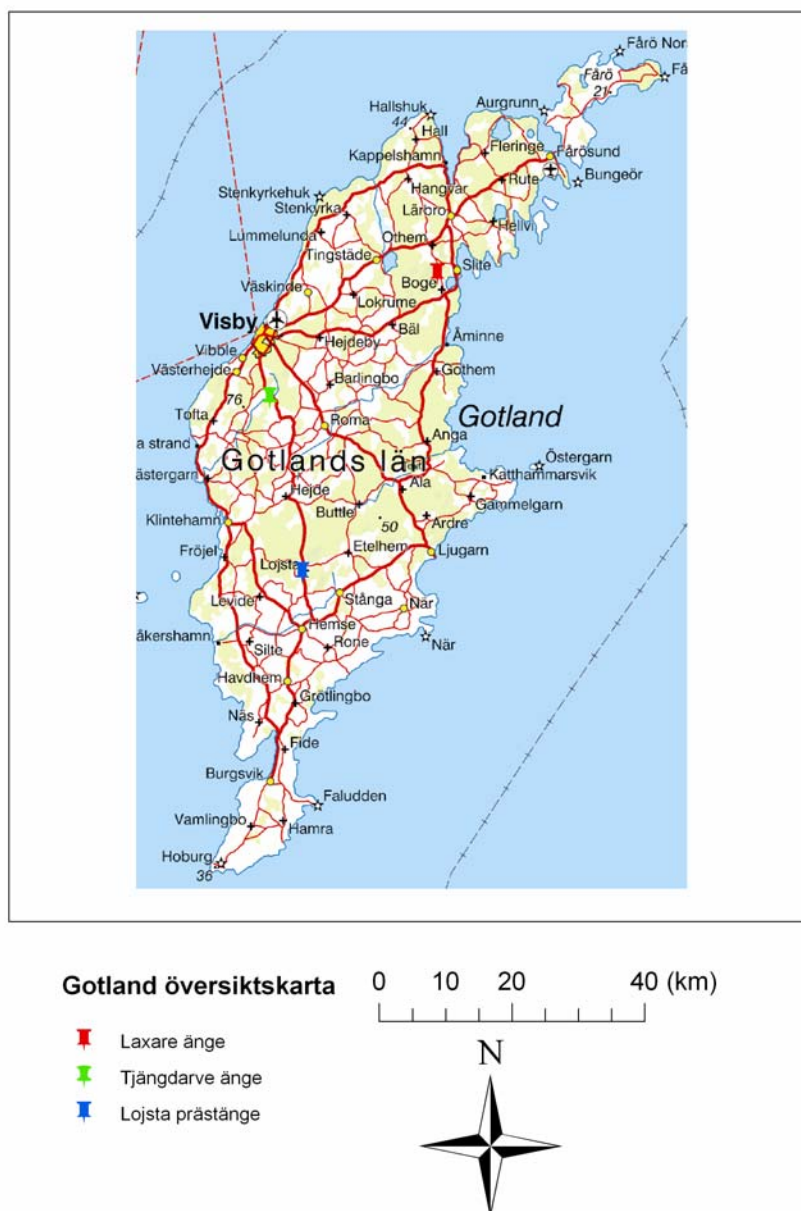 Fårö Nor
Fårö
Få
21
Hallshuk
Aurgrunn
44
Hall
Fleringe
Fårösund
Kappelshamn
Hangvar
Rute
Bungeör
Stenkyrkehuk
Stenkyrka
Lärbro
Lummelunda
Othem
Hellvi
Tingstäde
Slite
Boge
Väskinde
Lokrume
Visby
Bäl
Hejdeby
Åminne
Vibble
Västerhejde
Barlingbo
Gothem
76
Tofta
Roma
Gotland
Anga
a strand
Gotlands län
Östergarn
ästergarn
Katthammarsvik
Hejde
Ala
Gammelgarn
Buttle
Klintehamn
50
Ardre
Fröjel
Etelhem
Ljugarn
Lojsta
Levide
Stånga
När
Hemse
När
åkershamn
Silte
Rone
Havdhem
Grötlingbo
Näs
Fide
Burgsvik
Faludden
Vamlingbo
Hamra
Hoburg
36
Gotland översiktskarta
0 10 20 40 (km)
Laxare änge
Tjängdarve änge
Lojsta prästänge
N